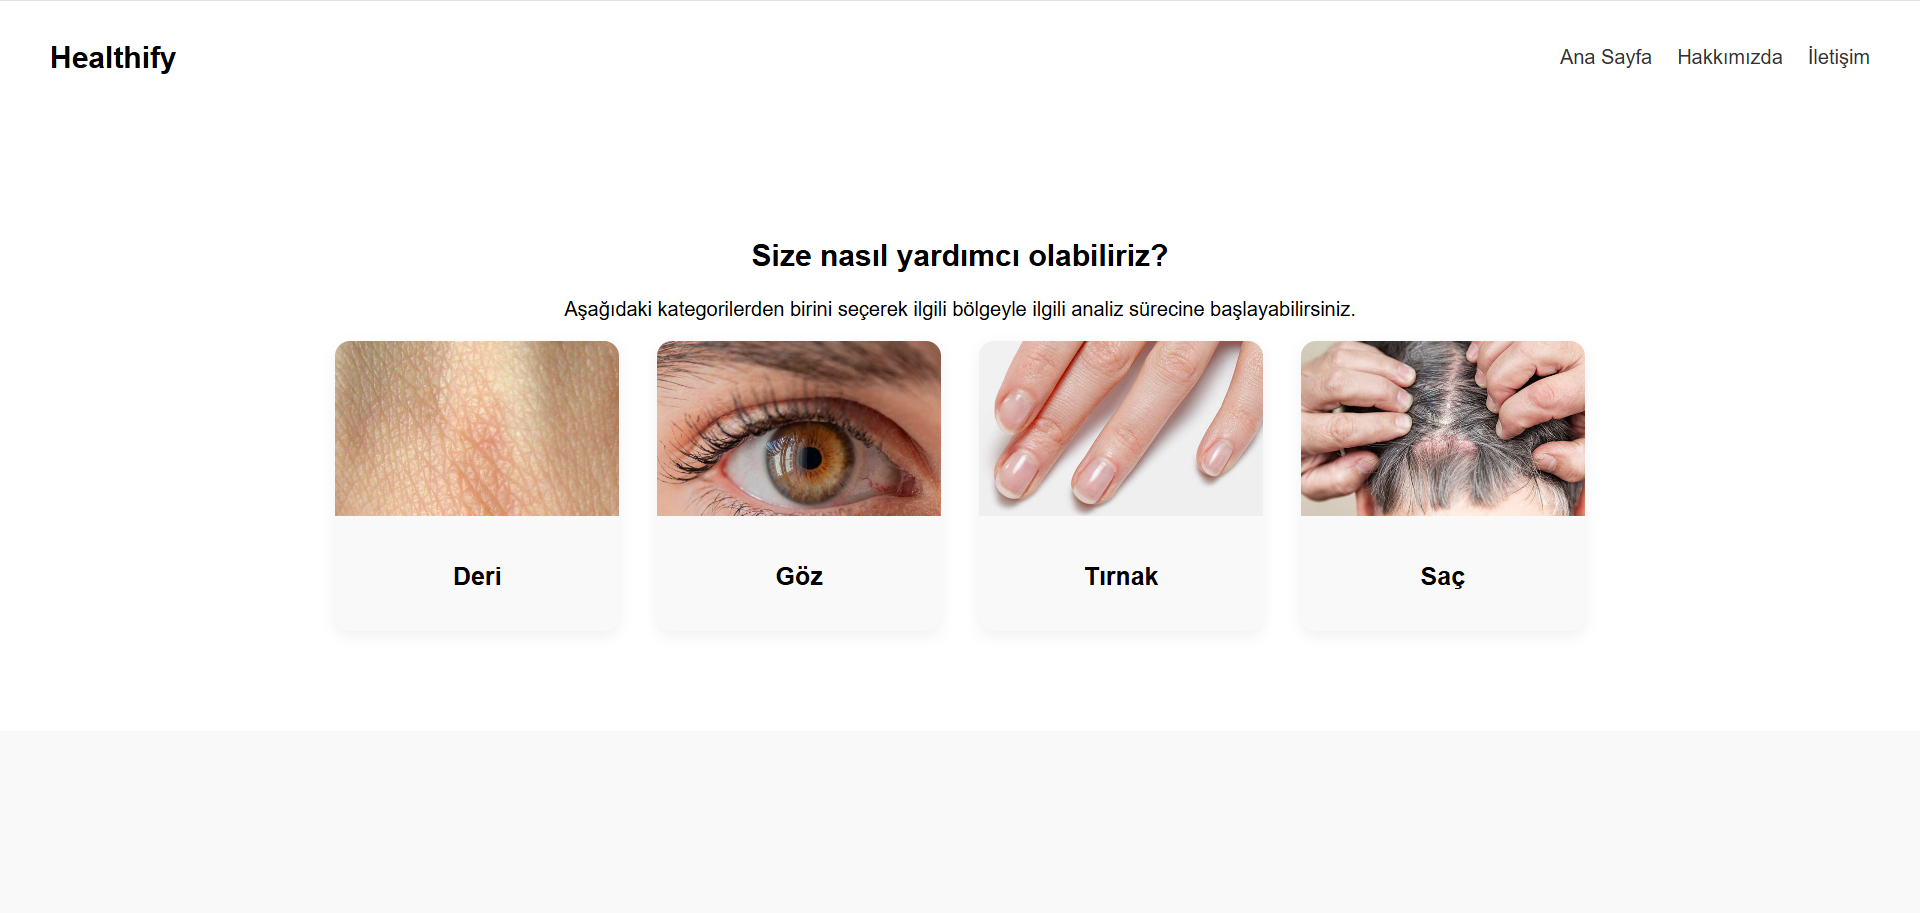 Healthify
Ana Sayfa Hakkımızda İletişim
Size nasıl yardımcı olabiliriz?
Aşağıdaki kategorilerden birini seçerek ilgili bölgeyle ilgili analiz sürecine başlayabilirsiniz.
Deri
Göz
Tırnak
Saç